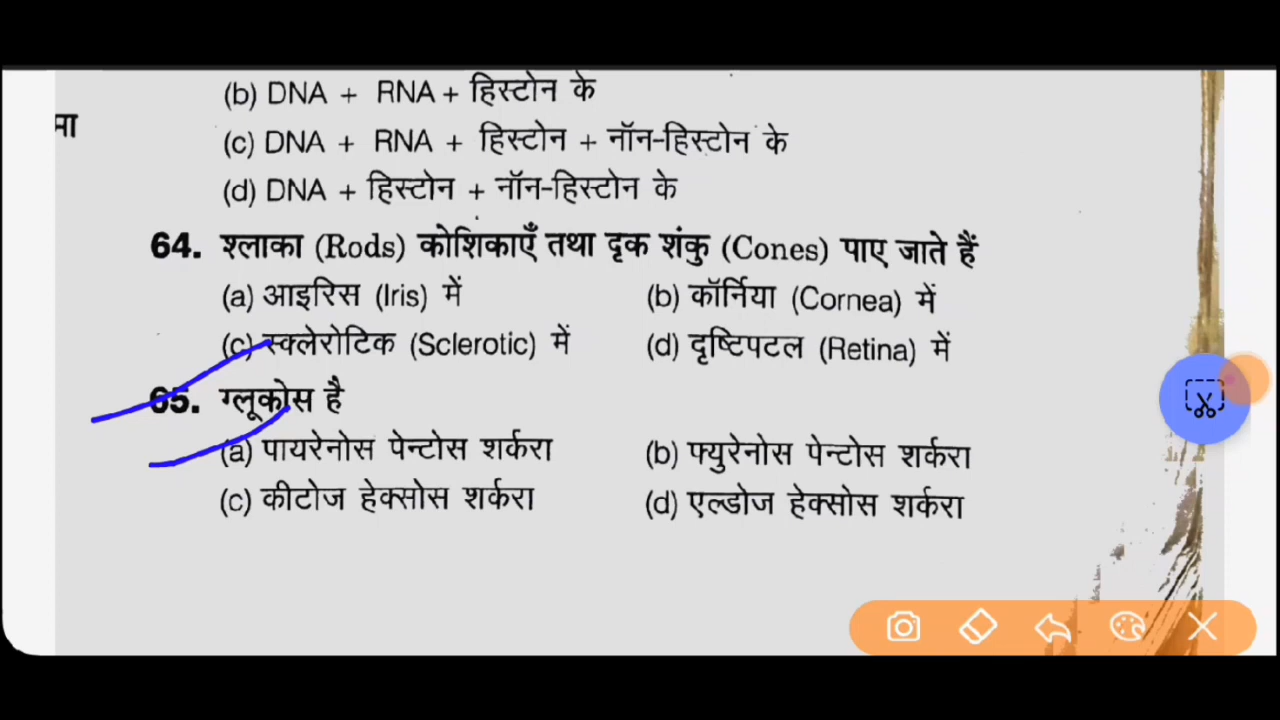 (b) DNA + RNA + हिस्टोन के
मा
(c) DNA + RNA + हिस्टोन + नॉन-हिस्टोन के
(d) DNA + हिस्टोन + नॉन-हिस्टोन के
64. श्लाका (Rods) कोशिकाएँ तथा दृक शंकु (Cones) पाए जाते हैं
(a) आइरिस (Iris) में (b) कॉर्निया (Cornea) में
(c) स्क्लेरोटिक (Sclerotic) में (d) दृष्टिपटल (Retina) में
65. ग्लूकोस है
(a) पायरेनोस पेन्टोस शर्करा (b) फ्युरेनोस पेन्टोस शर्करा
(c) कीटोज हेक्सोस शर्करा (d) एल्डोज हेक्सोस शर्करा